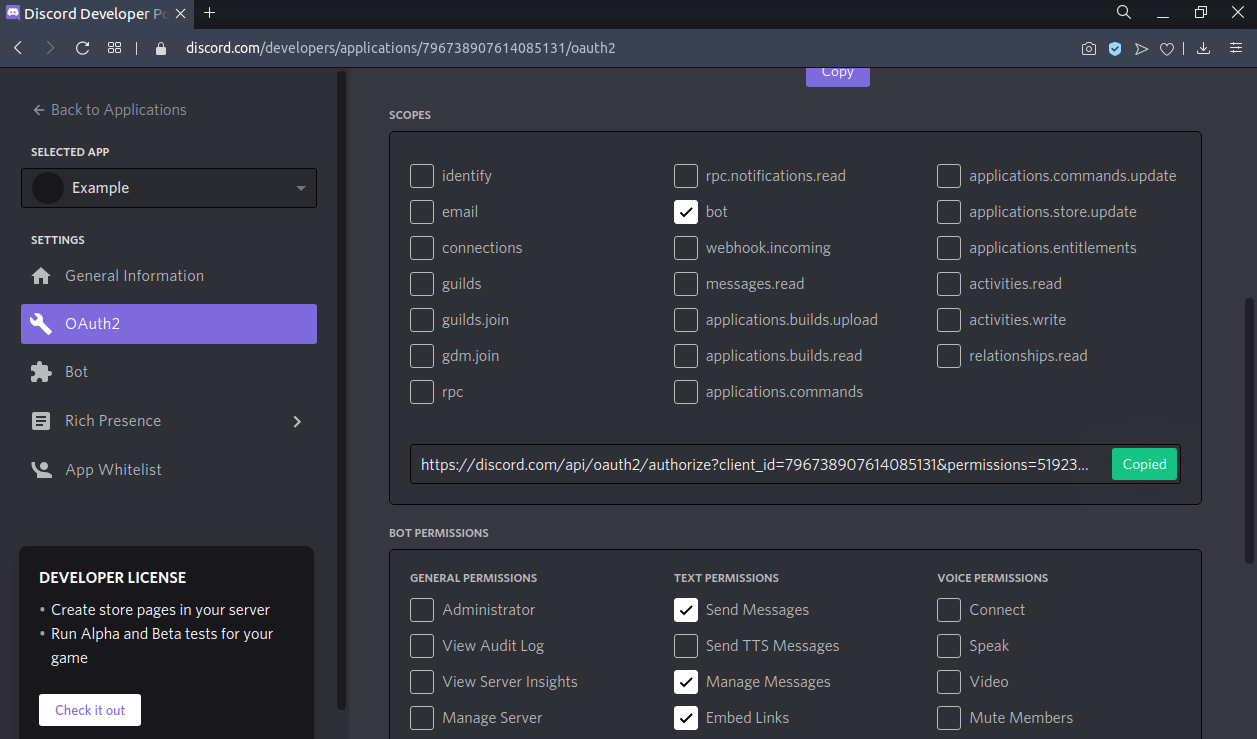 Discord Developer Po
discord.com/developers/applications/796738907614085131/oauth2
Back to Applications
SELECTED APP
Example
SETTINGS
General Information
OAuth2
Bot
Rich Presence
App Whitelist
DEVELOPER LICENSE
• Create store pages in your server
• Run Alpha and Beta tests for your
game
Check it out
Copy
SCOPES
identify
email
connections
guilds
guilds.join
gdm.join
rpc
rpc.notifications.read
bot
webhook.incoming
messages.read
applications.builds.upload
applications.builds.read
applications.commands
applications.commands.update
applications.store.update
applications.entitlements
activities.read
activities.write
relationships.read
https://discord.com/api/oauth2/authorize?client_id=796738907614085131&permissions=51923...
Copied
BOT PERMISSIONS
GENERAL PERMISSIONS
Administrator
View Audit Log
View Server Insights
Manage Server
TEXT PERMISSIONS
Send Messages
Send TTS Messages
Manage Messages
Embed Links
VOICE PERMISSIONS
Connect
Speak
Video
Mute Members